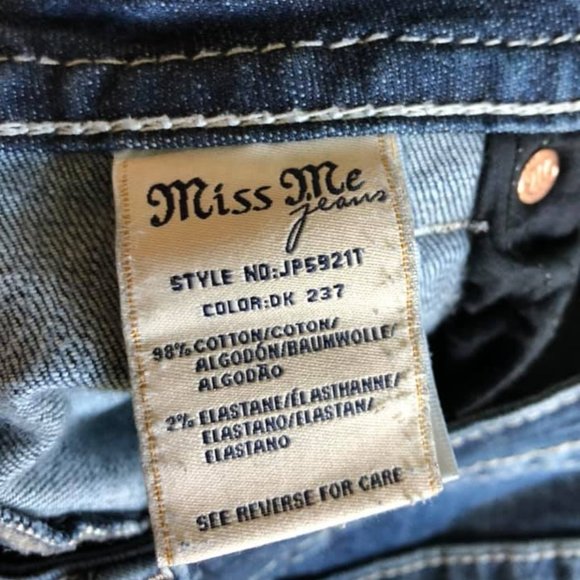 Miss Me
jeans
STYLE NO:JP5921T
COLOR:DK 237
98% COTTON/COTON/
ALGODÓN/BAUMWOLLE/
ALGODÃO
2% ELASTANE/ÉLASTHANNE/
ELASTANO/ELASTAN/
ELASTANO
SEE REVERSE FOR CARE